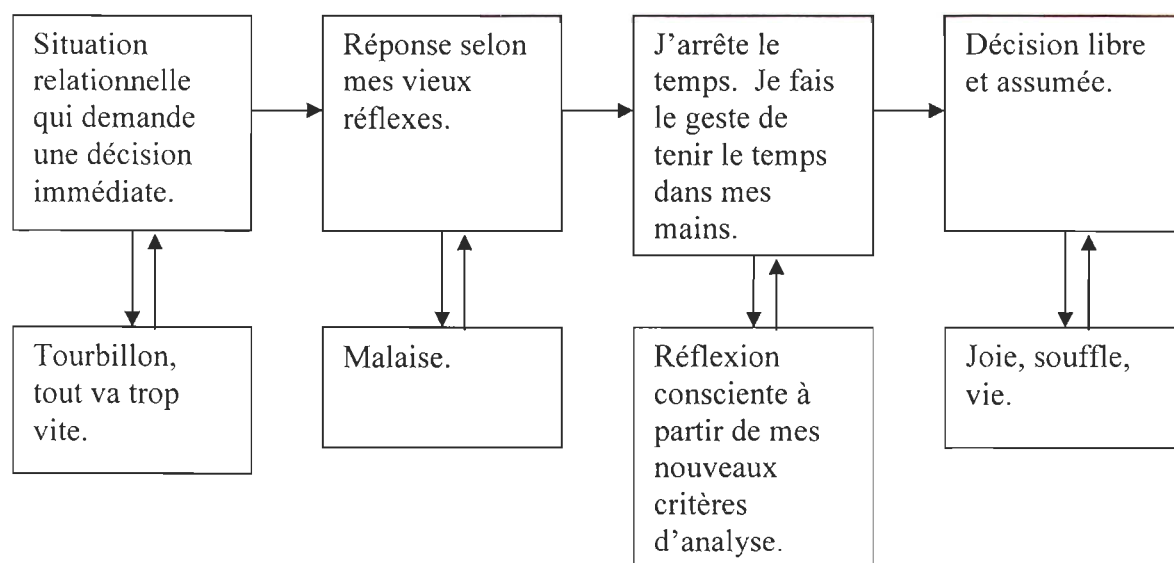 Situation
relationnelle
qui demande
une décision
immédiate.
Réponse selon
mes vieux
réflexes.
J'arrête le
temps.  Je fais
le geste de
tenir le temps
dans mes
mains.
Décision libre
et assumée.
Tourbillon,
tout va trop
vite.
Malaise.
Réflexion
consciente à
partir de mes
nouveaux
critères
d'analyse.
Joie, souffle,
vie.